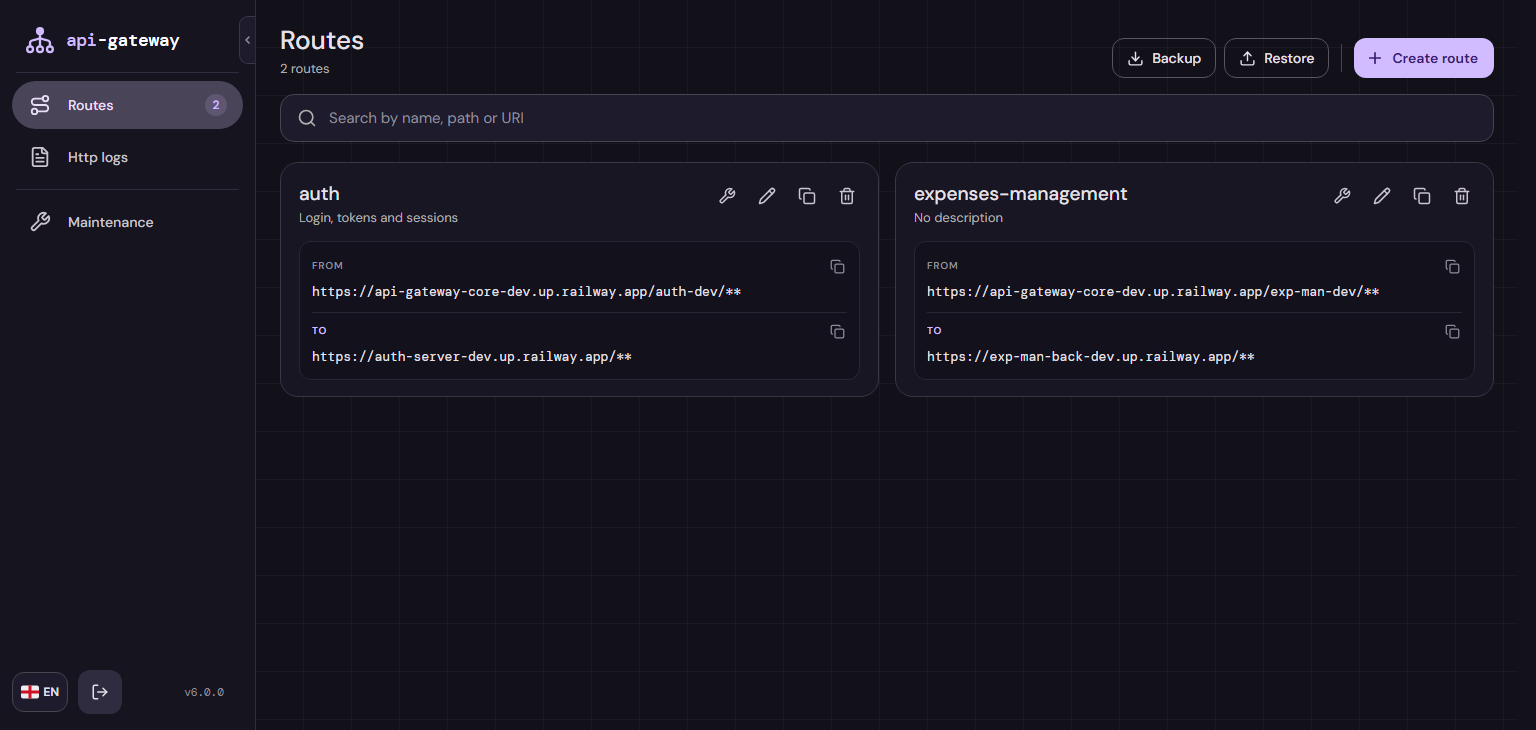 api-gateway
Routes
2
Http logs
Maintenance
EN
v6.0.0
Routes
2 routes
Backup
Restore
Create route
Search by name, path or URI
auth
Login, tokens and sessions
FROM
https://api-gateway-core-dev.up.railway.app/auth-dev/**
TO
https://auth-server-dev.up.railway.app/**
expenses-management
No description
FROM
https://api-gateway-core-dev.up.railway.app/exp-man-dev/**
TO
https://exp-man-back-dev.up.railway.app/**